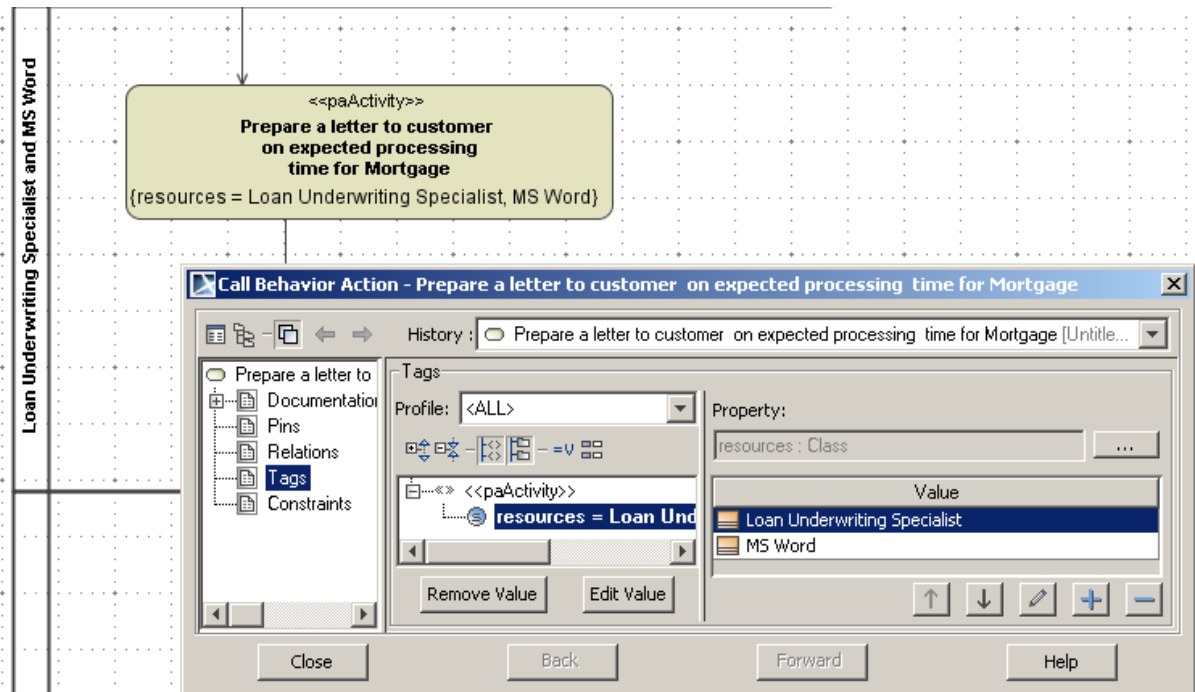 Loan Underwriting Specialist and MS Word
<<paActivity>>
Prepare a letter to customer
on expected processing
time for Mortgage
{resources = Loan Underwriting Specialist, MS Word}
Call Behavior Action - Prepare a letter to customer on expected processing time for Mortgage
History : Prepare a letter to customer on expected processing time for Mortgage [Untitle...
Prepare a letter to
Documentation
Pins
Relations
Tags
Constraints
Tags
Profile: <ALL>
<<paActivity>>
resources = Loan Und
Remove Value
Edit Value
Property:
resources : Class
...
Value
Loan Underwriting Specialist
MS Word
Close
Back
Forward
Help